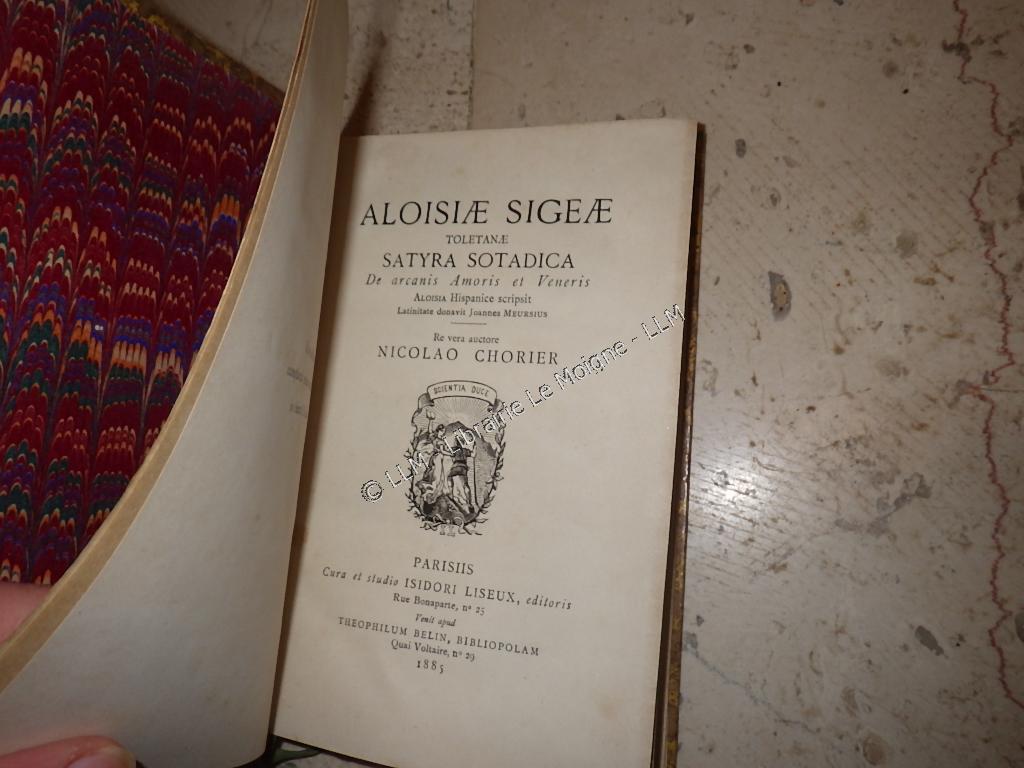 ALOISIÆ SIGEÆ
TOLETANÆ
SATYRA SOTADICA
De arcanis Amoris et Veneris
ALOISIA Hispanice scripsit
Latinitate donavit Joannes MEURSIUS
Re vera auctore
NICOLAO CHORIER
SCIENTIA DUCE
PARISIIS
Cura et studio ISIDORI LISEUX, editoris
Rue Bonaparte, nº 25
Venit apud
THEOPHILUM BELIN, BIBLIOPOLAM
Quai Voltaire, nº 29
1885
© LLM - Librairie Le Moigne - LLM